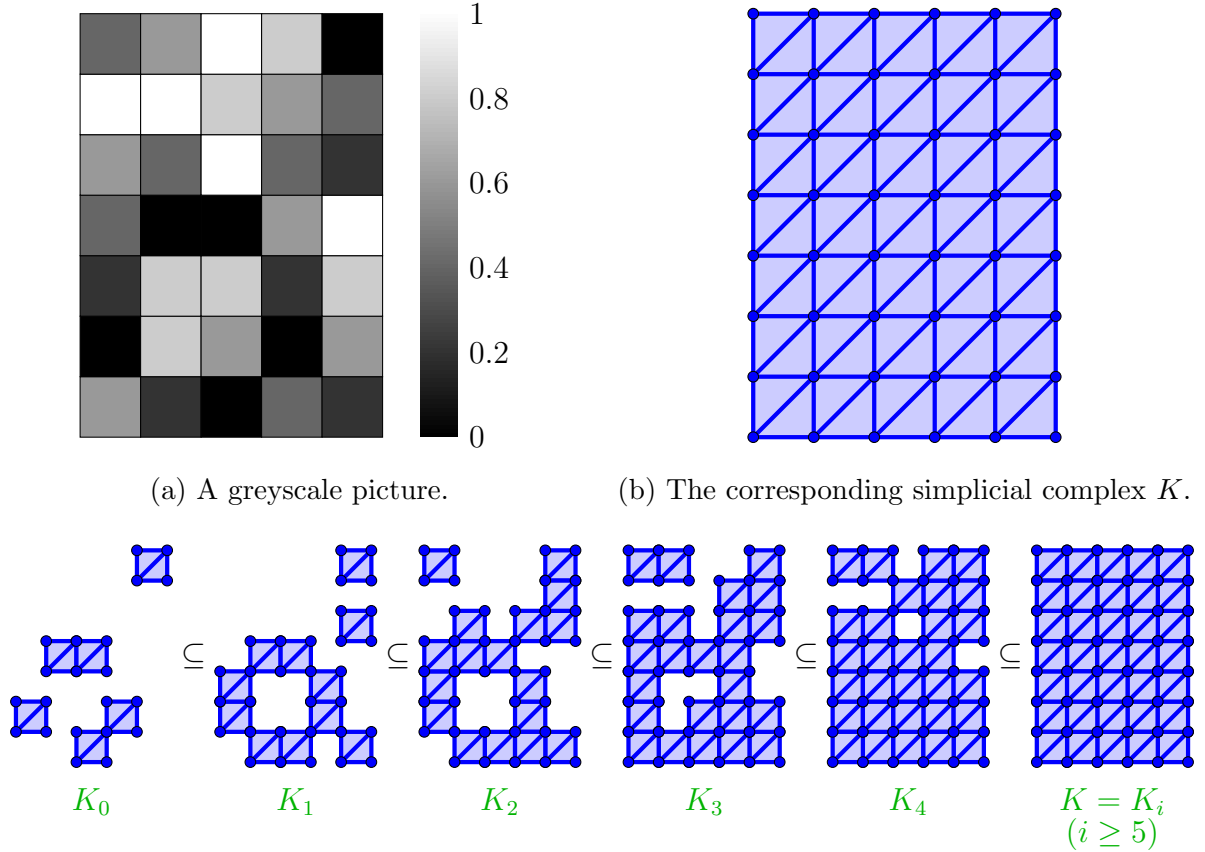 1
0.8
0.6
0.4
0.2
0
(a) A greyscale picture.
(b) The corresponding simplicial complex K.
⊆ ⊆ ⊆ ⊆ ⊆
K₀ K₁ K₂ K₃ K₄ K = Kᵢ
(i ≥ 5)